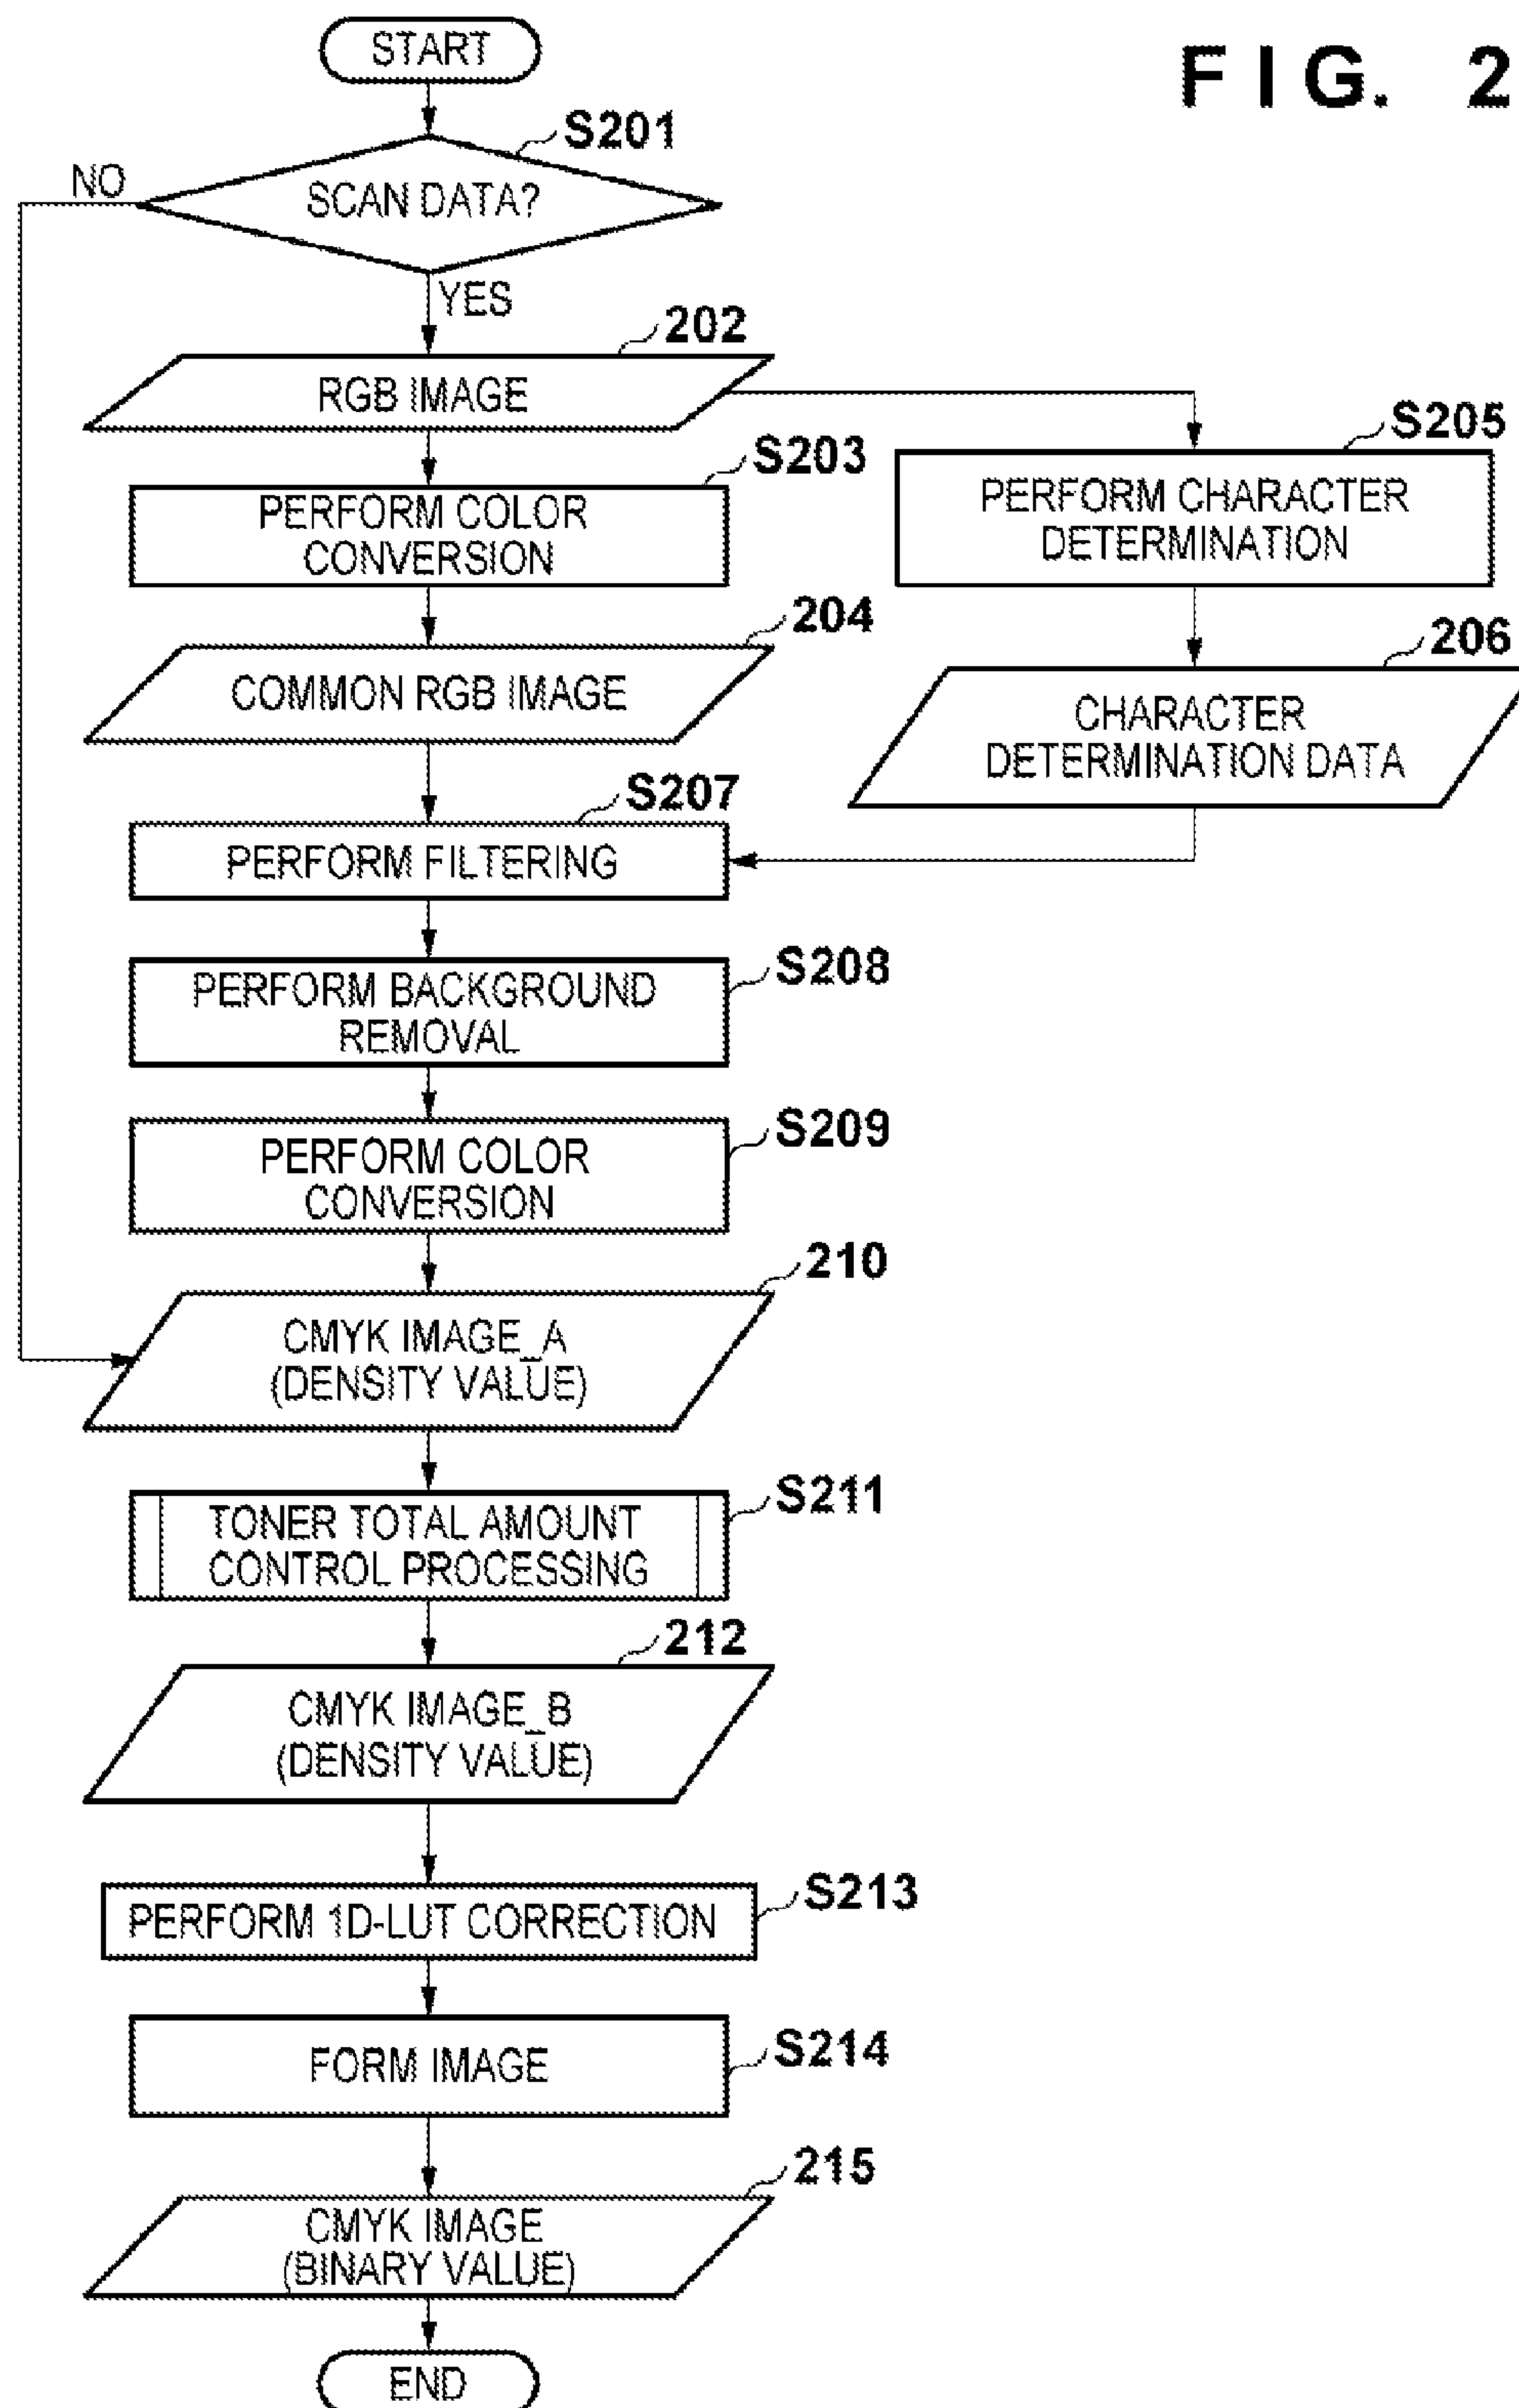 FIG. 2
START
S201
NO
SCAN DATA?
YES
202
RGB IMAGE
S203
PERFORM COLOR
CONVERSION
S205
PERFORM CHARACTER
DETERMINATION
204
COMMON RGB IMAGE
206
CHARACTER
DETERMINATION DATA
S207
PERFORM FILTERING
S208
PERFORM BACKGROUND
REMOVAL
S209
PERFORM COLOR
CONVERSION
210
CMYK IMAGE_A
(DENSITY VALUE)
S211
TONER TOTAL AMOUNT
CONTROL PROCESSING
212
CMYK IMAGE_B
(DENSITY VALUE)
S213
PERFORM 1D-LUT CORRECTION
S214
FORM IMAGE
215
CMYK IMAGE
(BINARY VALUE)
END